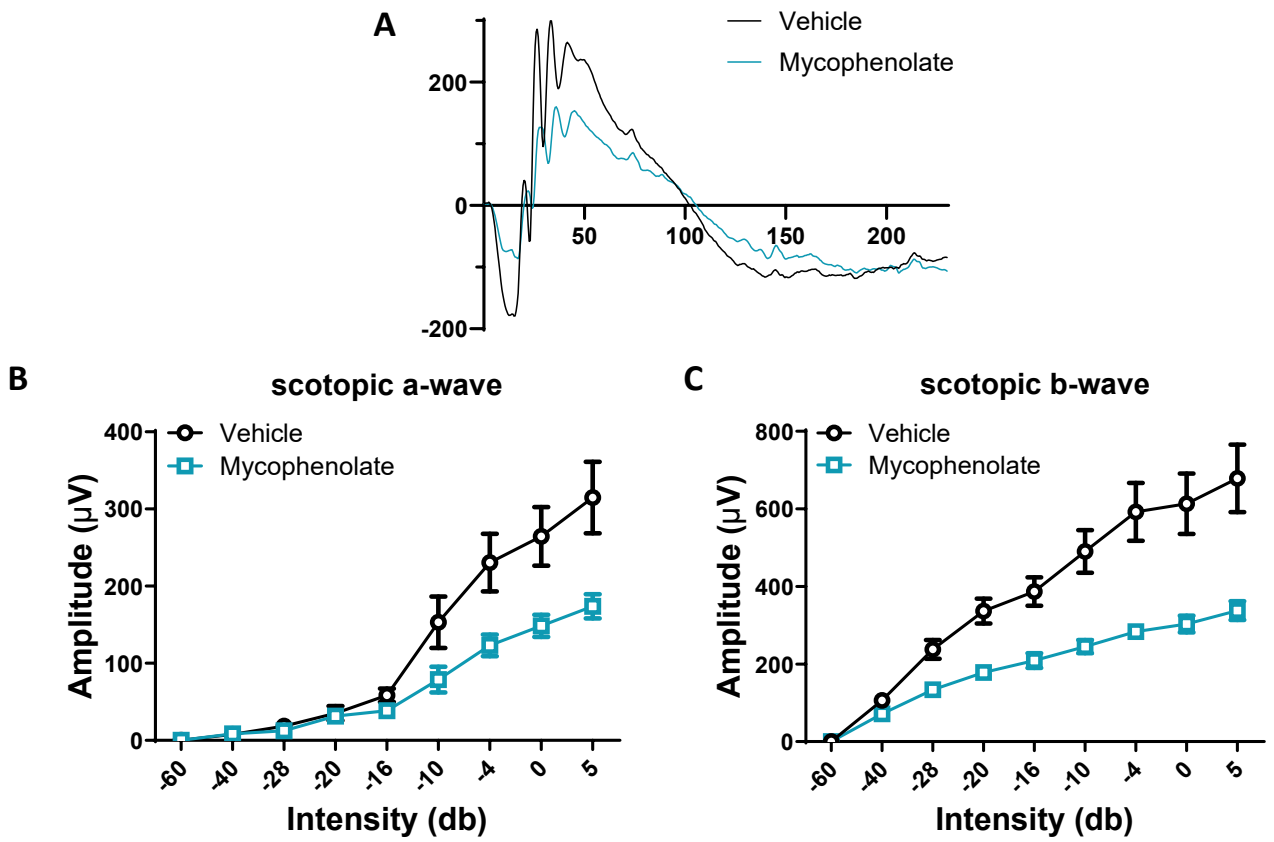 A
Vehicle
Mycophenolate
200
0
-200
50
100
150
200
B
scotopic a-wave
Vehicle
Mycophenolate
Amplitude (µV)
400
300
200
100
0
-60
-40
-28
-20
-16
-10
-4
0
5
Intensity (db)
C
scotopic b-wave
Vehicle
Mycophenolate
Amplitude (µV)
800
600
400
200
0
-60
-40
-28
-20
-16
-10
-4
0
5
Intensity (db)